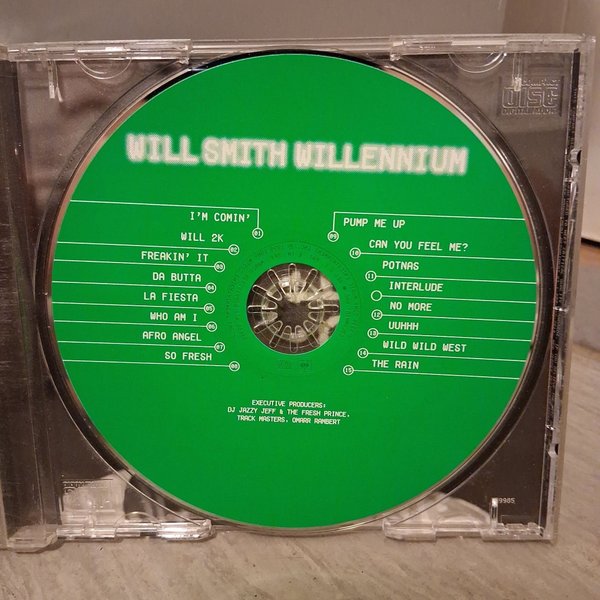 WILL SMITH WILLENNIUM
I'M COMIN' 01
WILL 2K 02
FREAKIN' IT 03
DA BUTTA 04
LA FIESTA 05
WHO AM I 06
AFRO ANGEL 07
SO FRESH 08
09 PUMP ME UP
10 CAN YOU FEEL ME?
11 POTNAS
INTERLUDE
12 NO MORE
13 UUHHH
14 WILD WILD WEST
15 THE RAIN
EXECUTIVE PRODUCERS:
DJ JAZZY JEFF & THE FRESH PRINCE,
TRACK MASTERS, OMARR RAMBERT
COMPACT
DISC
DIGITAL AUDIO